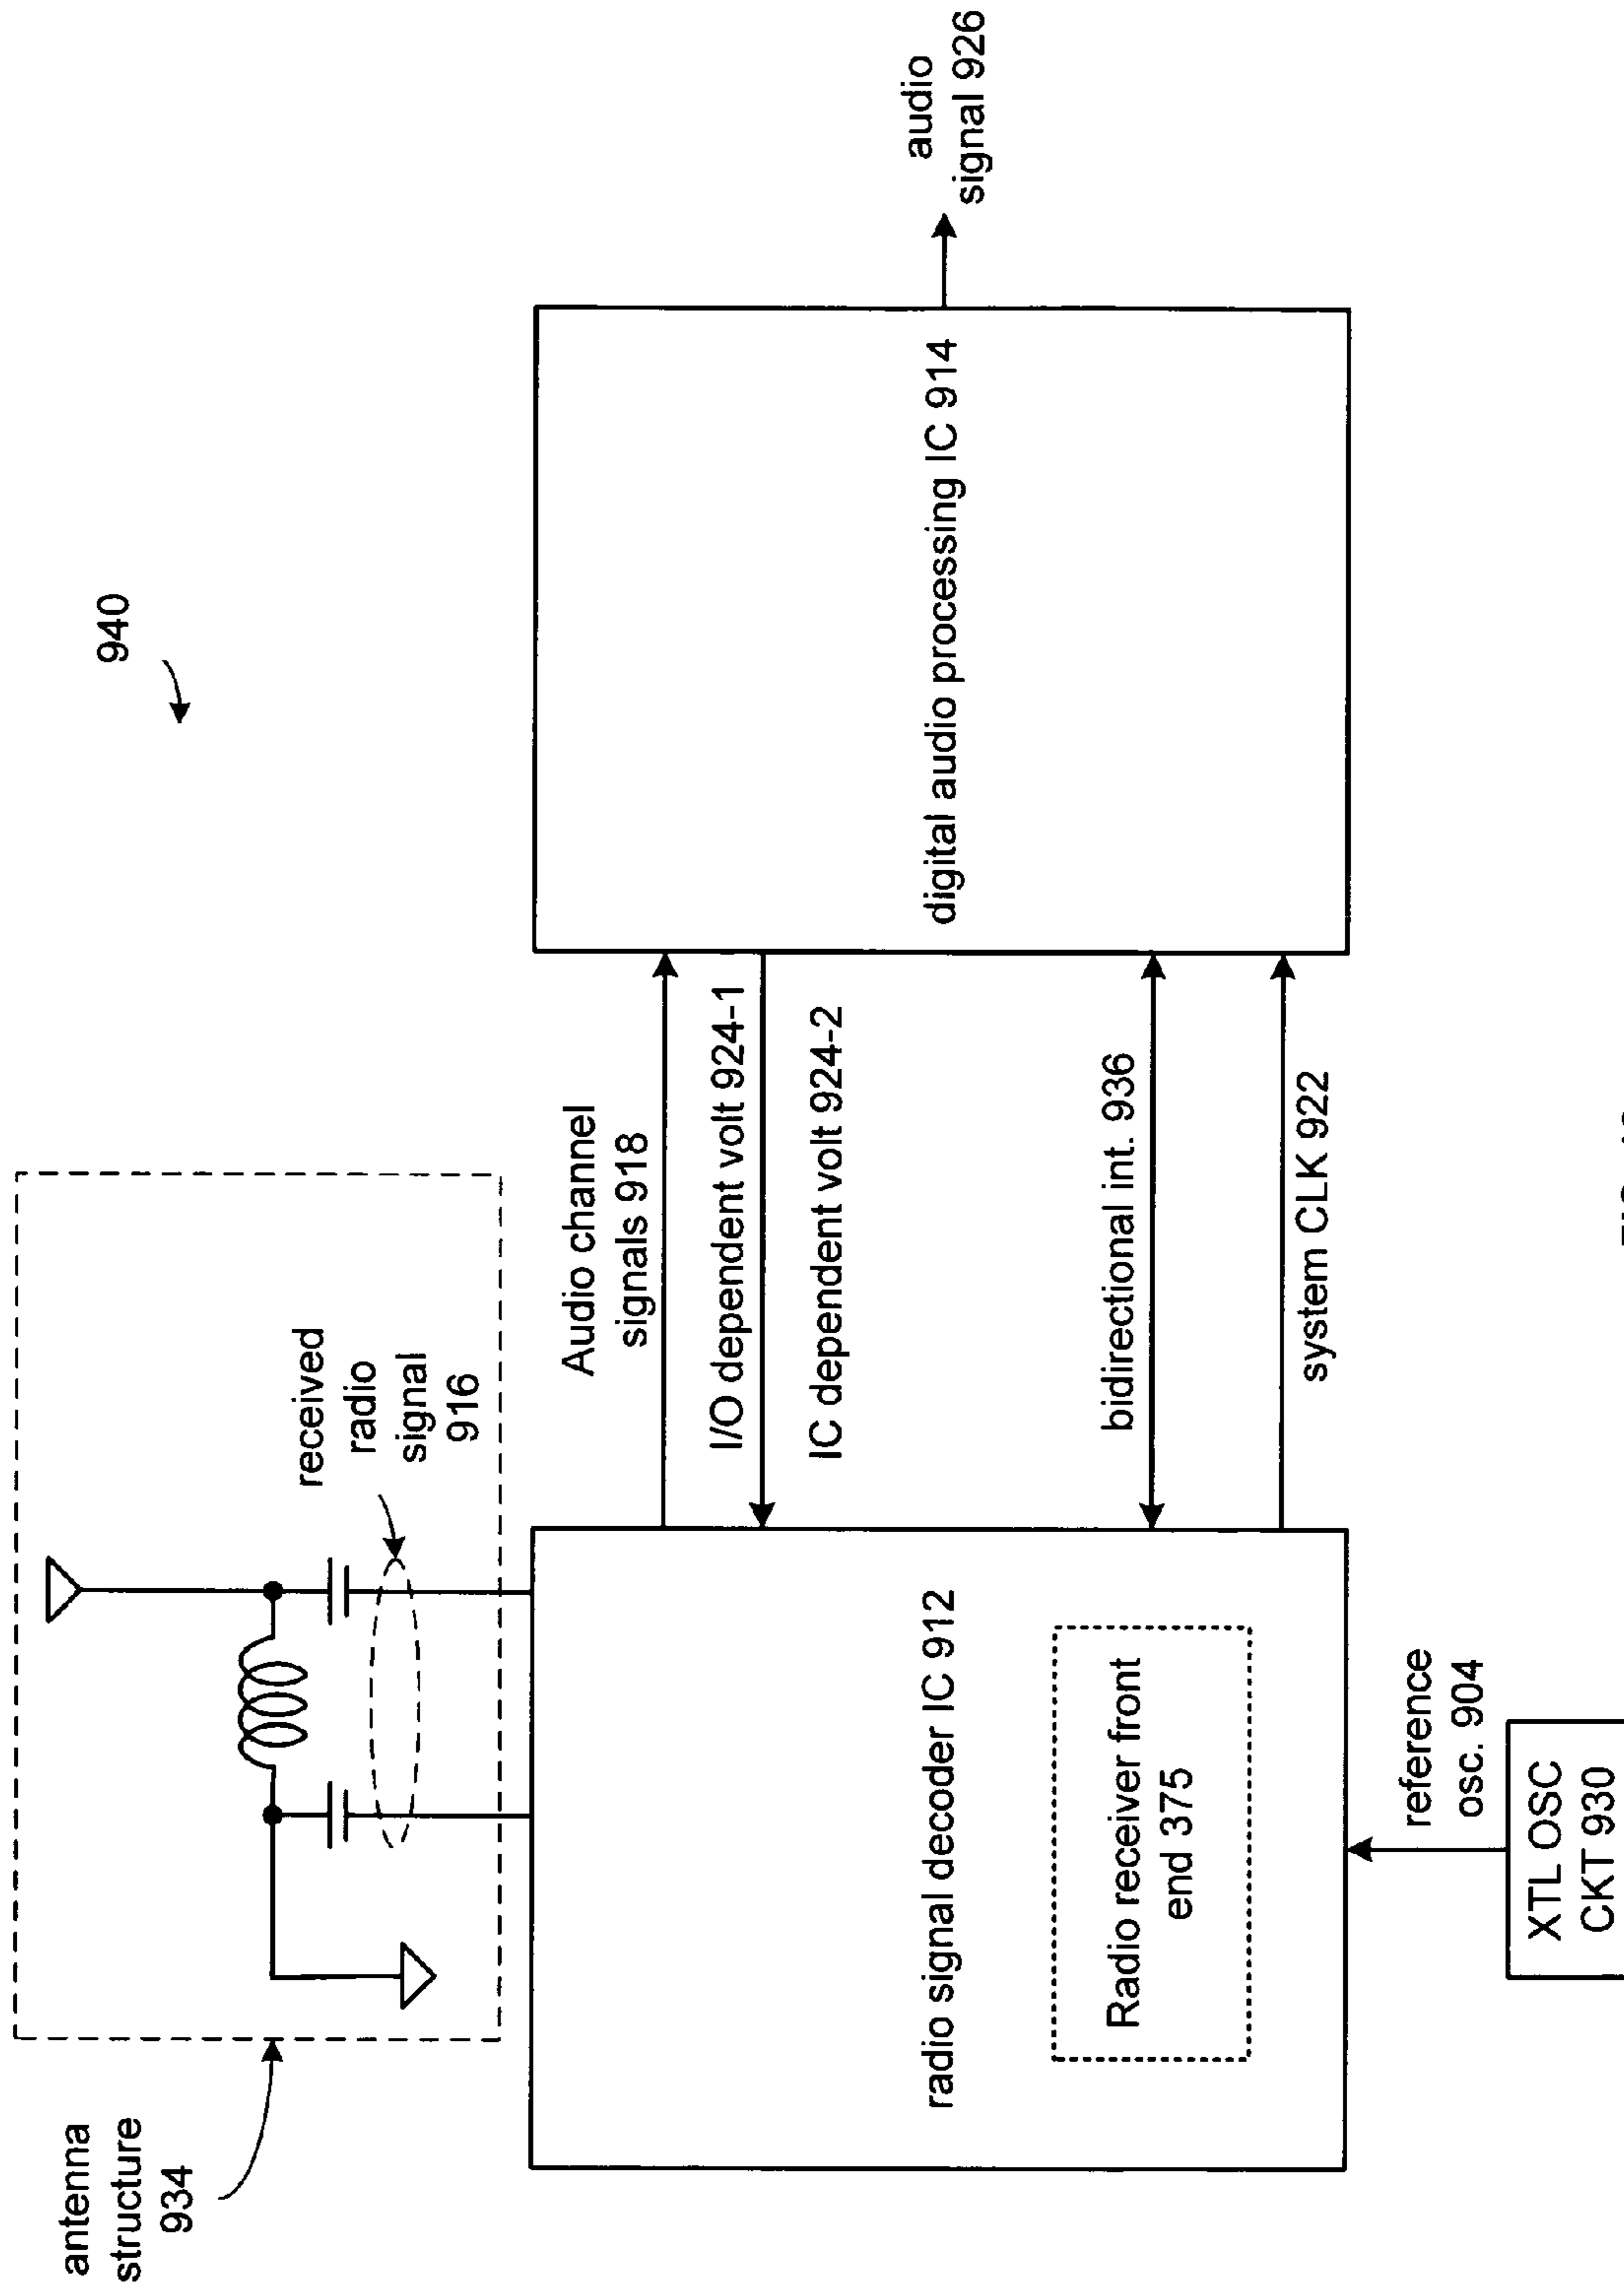 940
antenna
structure
934
received
radio
signal
916
Audio channel
signals 918
I/O dependent volt 924-1
IC dependent volt 924-2
bidirectional int. 936
system CLK 922
radio signal decoder IC 912
Radio receiver front
end 375
digital audio processing IC 914
audio
signal 926
reference
osc. 904
XTL OSC
CKT 930